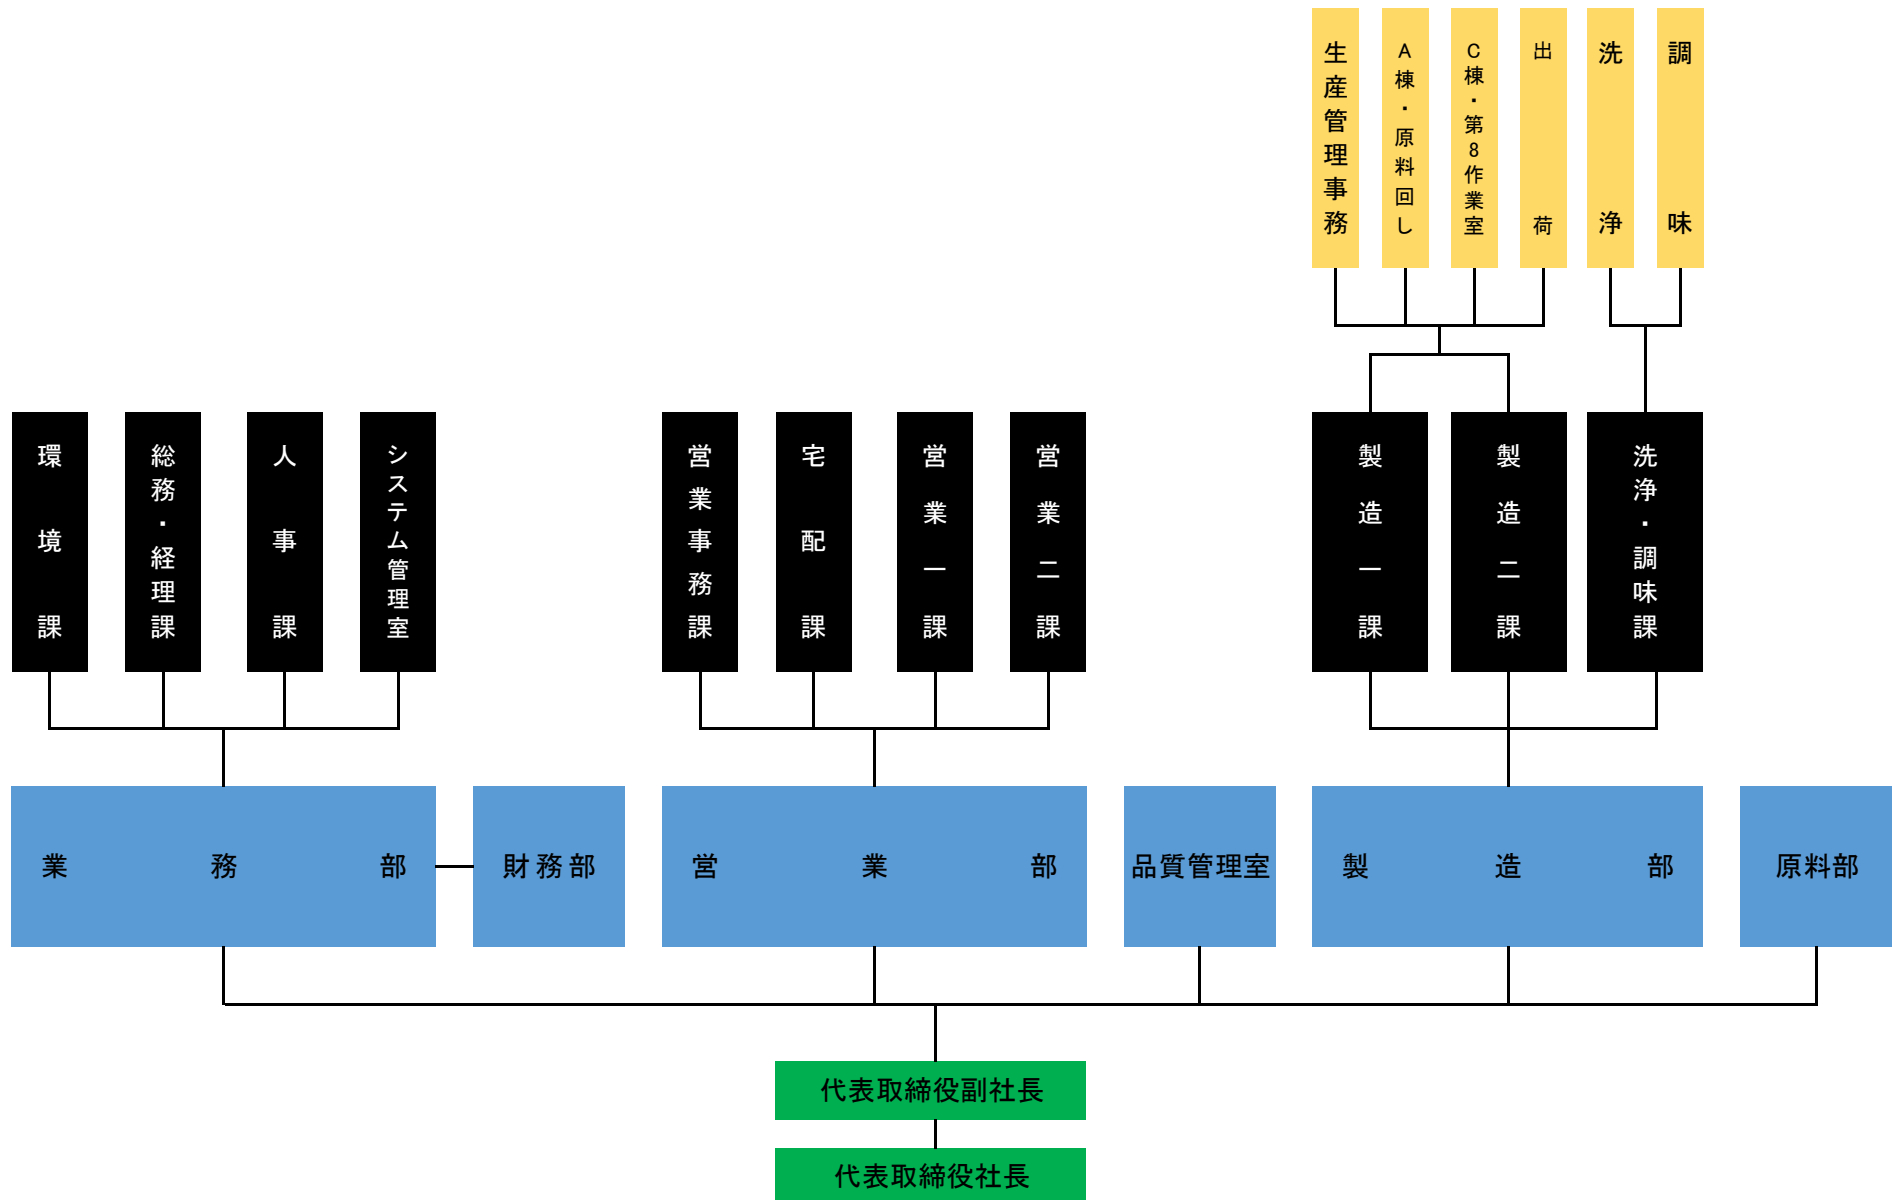 生産管理事務
A棟・原料回し
C棟・第8作業室
出荷
洗浄
調味
環境課
総務・経理課
人事課
システム管理室
営業事務課
宅配課
営業一課
営業二課
製造一課
製造二課
洗浄・調味課
業務部
財務部
営業部
品質管理室
製造部
原料部
代表取締役副社長
代表取締役社長